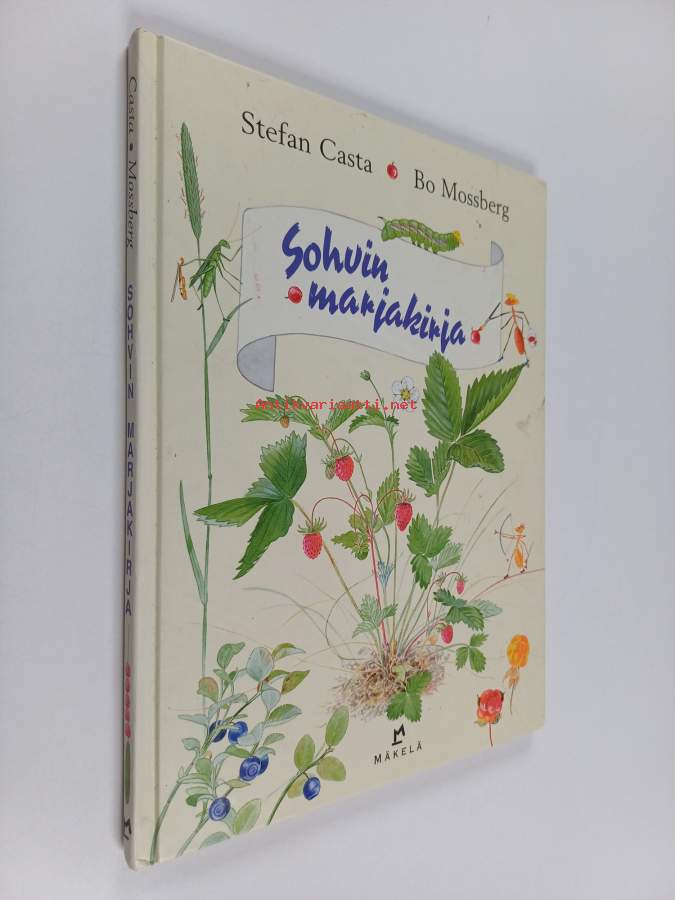 Stefan Casta • Bo Mossberg
Sohvin
marjakirja
Antikvariaatti.net
MÄKELÄ
Casta • Mossberg SOHVIN MARJAKIRJA